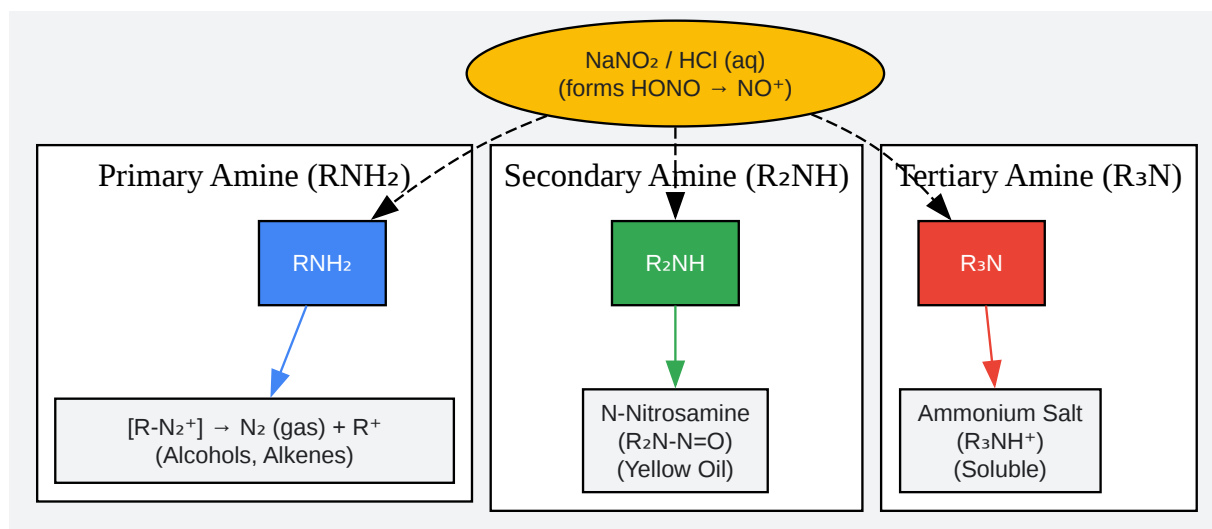 NaNO₂ / HCl (aq)
(forms HONO → NO⁺)
Primary Amine (RNH₂)
RNH₂
[R-N₂⁺] → N₂ (gas) + R⁺
(Alcohols, Alkenes)
Secondary Amine (R₂NH)
R₂NH
N-Nitrosamine
(R₂N-N=O)
(Yellow Oil)
Tertiary Amine (R₃N)
R₃N
Ammonium Salt
(R₃NH⁺)
(Soluble)